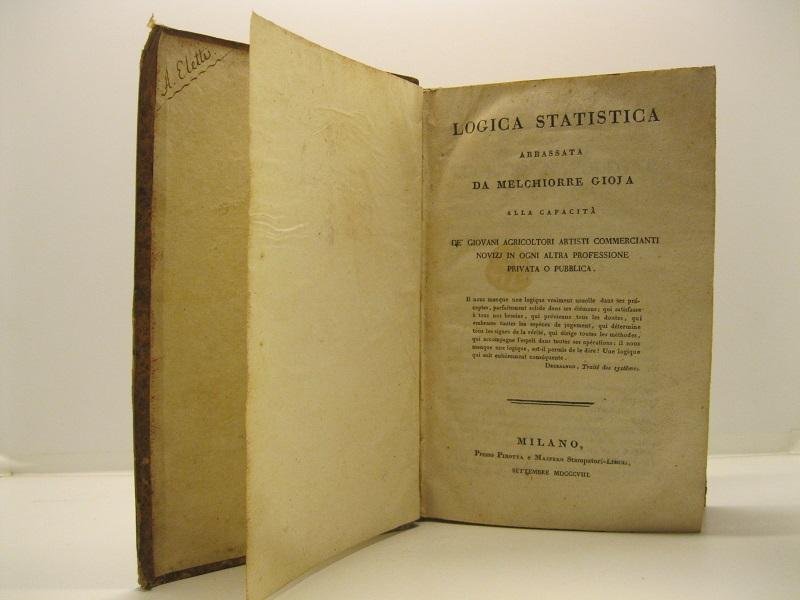 A. Elette
LOGICA STATISTICA
ABBASSATA
DA MELCHIORRE GIOJA
ALLA CAPACITÀ
DE' GIOVANI AGRICOLTORI ARTISTI COMMERCIANTI
NOVIZJ IN OGNI ALTRA PROFESSIONE
PRIVATA O PUBBLICA.
Il nous manque une logique vraiment usuelle dans ses pré-
ceptes, parfaitement solide dans ses élémens; qui satisfasse
à tous nos besoins, qui prévienne tous les doutes, qui
embrasse toutes les espèces de jugement, qui détermine
tous les signes de la vérité, qui dirige toutes les méthodes,
qui accompagne l'esprit dans toutes ses opérations: il nous
manque une logique, est-il permis de le dire! Une logique
qui soit entièrement conséquente.
Degerando, Traité des systêmes.
MILANO,
Presso Pirotta e Maspero Stampatori-Libraj,
SETTEMBRE MDCCCVIII.